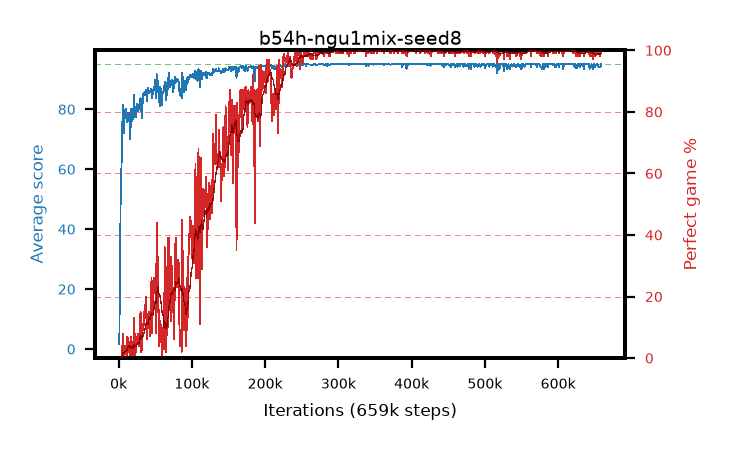 b54h-ngu1mix-seed8
Average score
80
60
40
20
0
100
80
60
40
20
0
Perfect game %
0k 100k 200k 300k 400k 500k 600k
Iterations (659k steps)